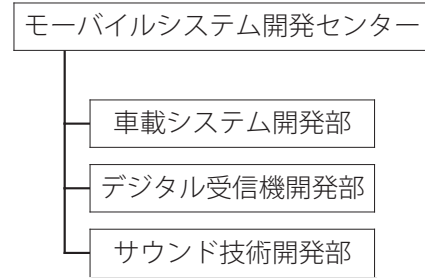 モーバイルシステム開発センター
車載システム開発部
デジタル受信機開発部
サウンド技術開発部